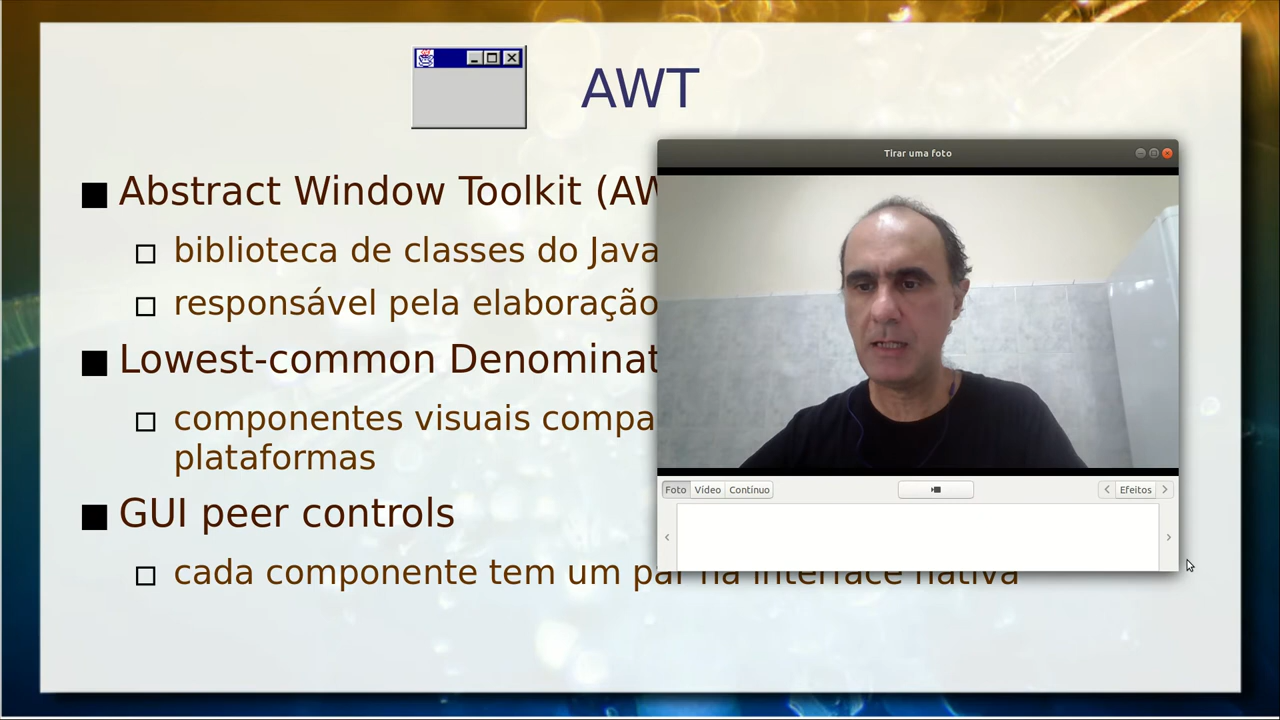 AWT
Tirar uma foto
Abstract Window Toolkit (AW
biblioteca de classes do Java
responsável pela elaboração
Lowest-common Denominat
componentes visuais compa
plataformas
Foto Vídeo Contínuo Efeitos
GUI peer controls
cada componente tem um par na interface nativa